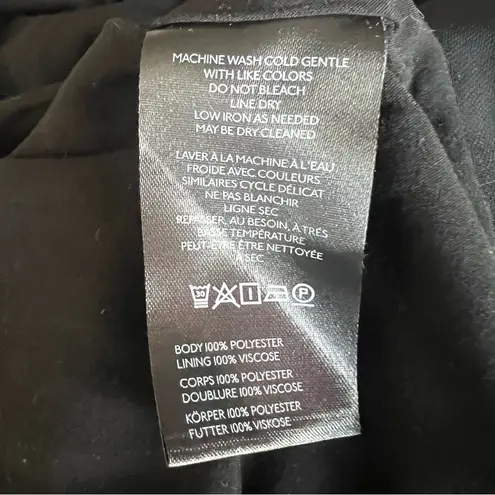 MACHINE WASH COLD GENTLE
WITH LIKE COLORS
DO NOT BLEACH
LINE DRY
LOW IRON AS NEEDED
MAY BE DRY CLEANED
LAVER À LA MACHINE À L'EAU
FROIDE AVEC COULEURS
SIMILAIRES CYCLE DÉLICAT
NE PAS BLANCHIR
LIGNE SEC
REPASSER, AU BESOIN, À TRÉS
BASSE TEMPÉRATURE
PEUT-ÊTRE ÊTRE NETTOYÉE
À SEC
30 P
BODY 100% POLYESTER
LINING 100% VISCOSE
CORPS 100% POLYESTER
DOUBLURE 100% VISCOSE
KÖRPER 100% POLYESTER
FUTTER 100% VISKOSE